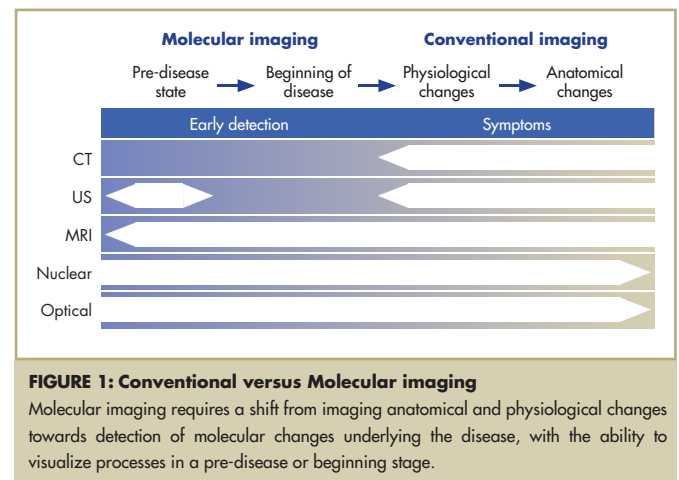 Molecular imaging Conventional imaging
Pre-disease state Beginning of disease Physiological changes Anatomical changes
Early detection Symptoms
CT
US
MRI
Nuclear
Optical
FIGURE 1: Conventional versus Molecular imaging
Molecular imaging requires a shift from imaging anatomical and physiological changes
towards detection of molecular changes underlying the disease, with the ability to
visualize processes in a pre-disease or beginning stage.